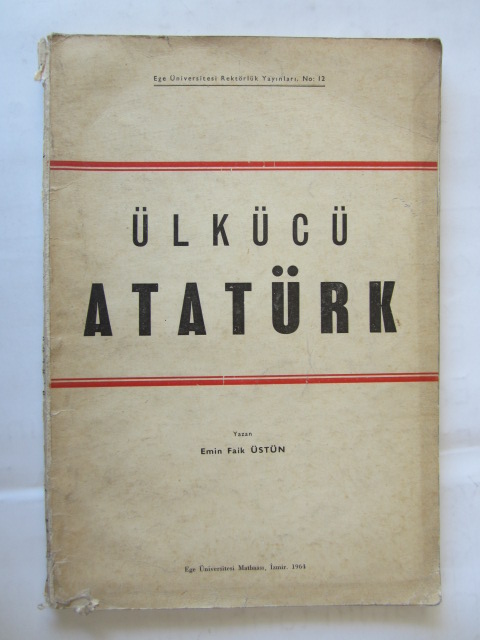 Ege Üniversitesi Rektörlük Yayınları, No: 12
ÜLKÜCÜ
ATATÜRK
Yazan
Emin Faik ÜSTÜN
Ege Üniversitesi Matbaası, İzmir. 1964